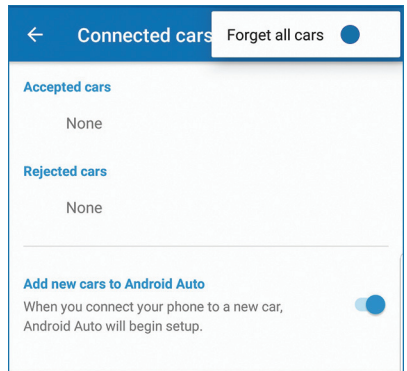 Connected cars
Forget all cars
Accepted cars
None
Rejected cars
None
Add new cars to Android Auto
When you connect your phone to a new car,
Android Auto will begin setup.